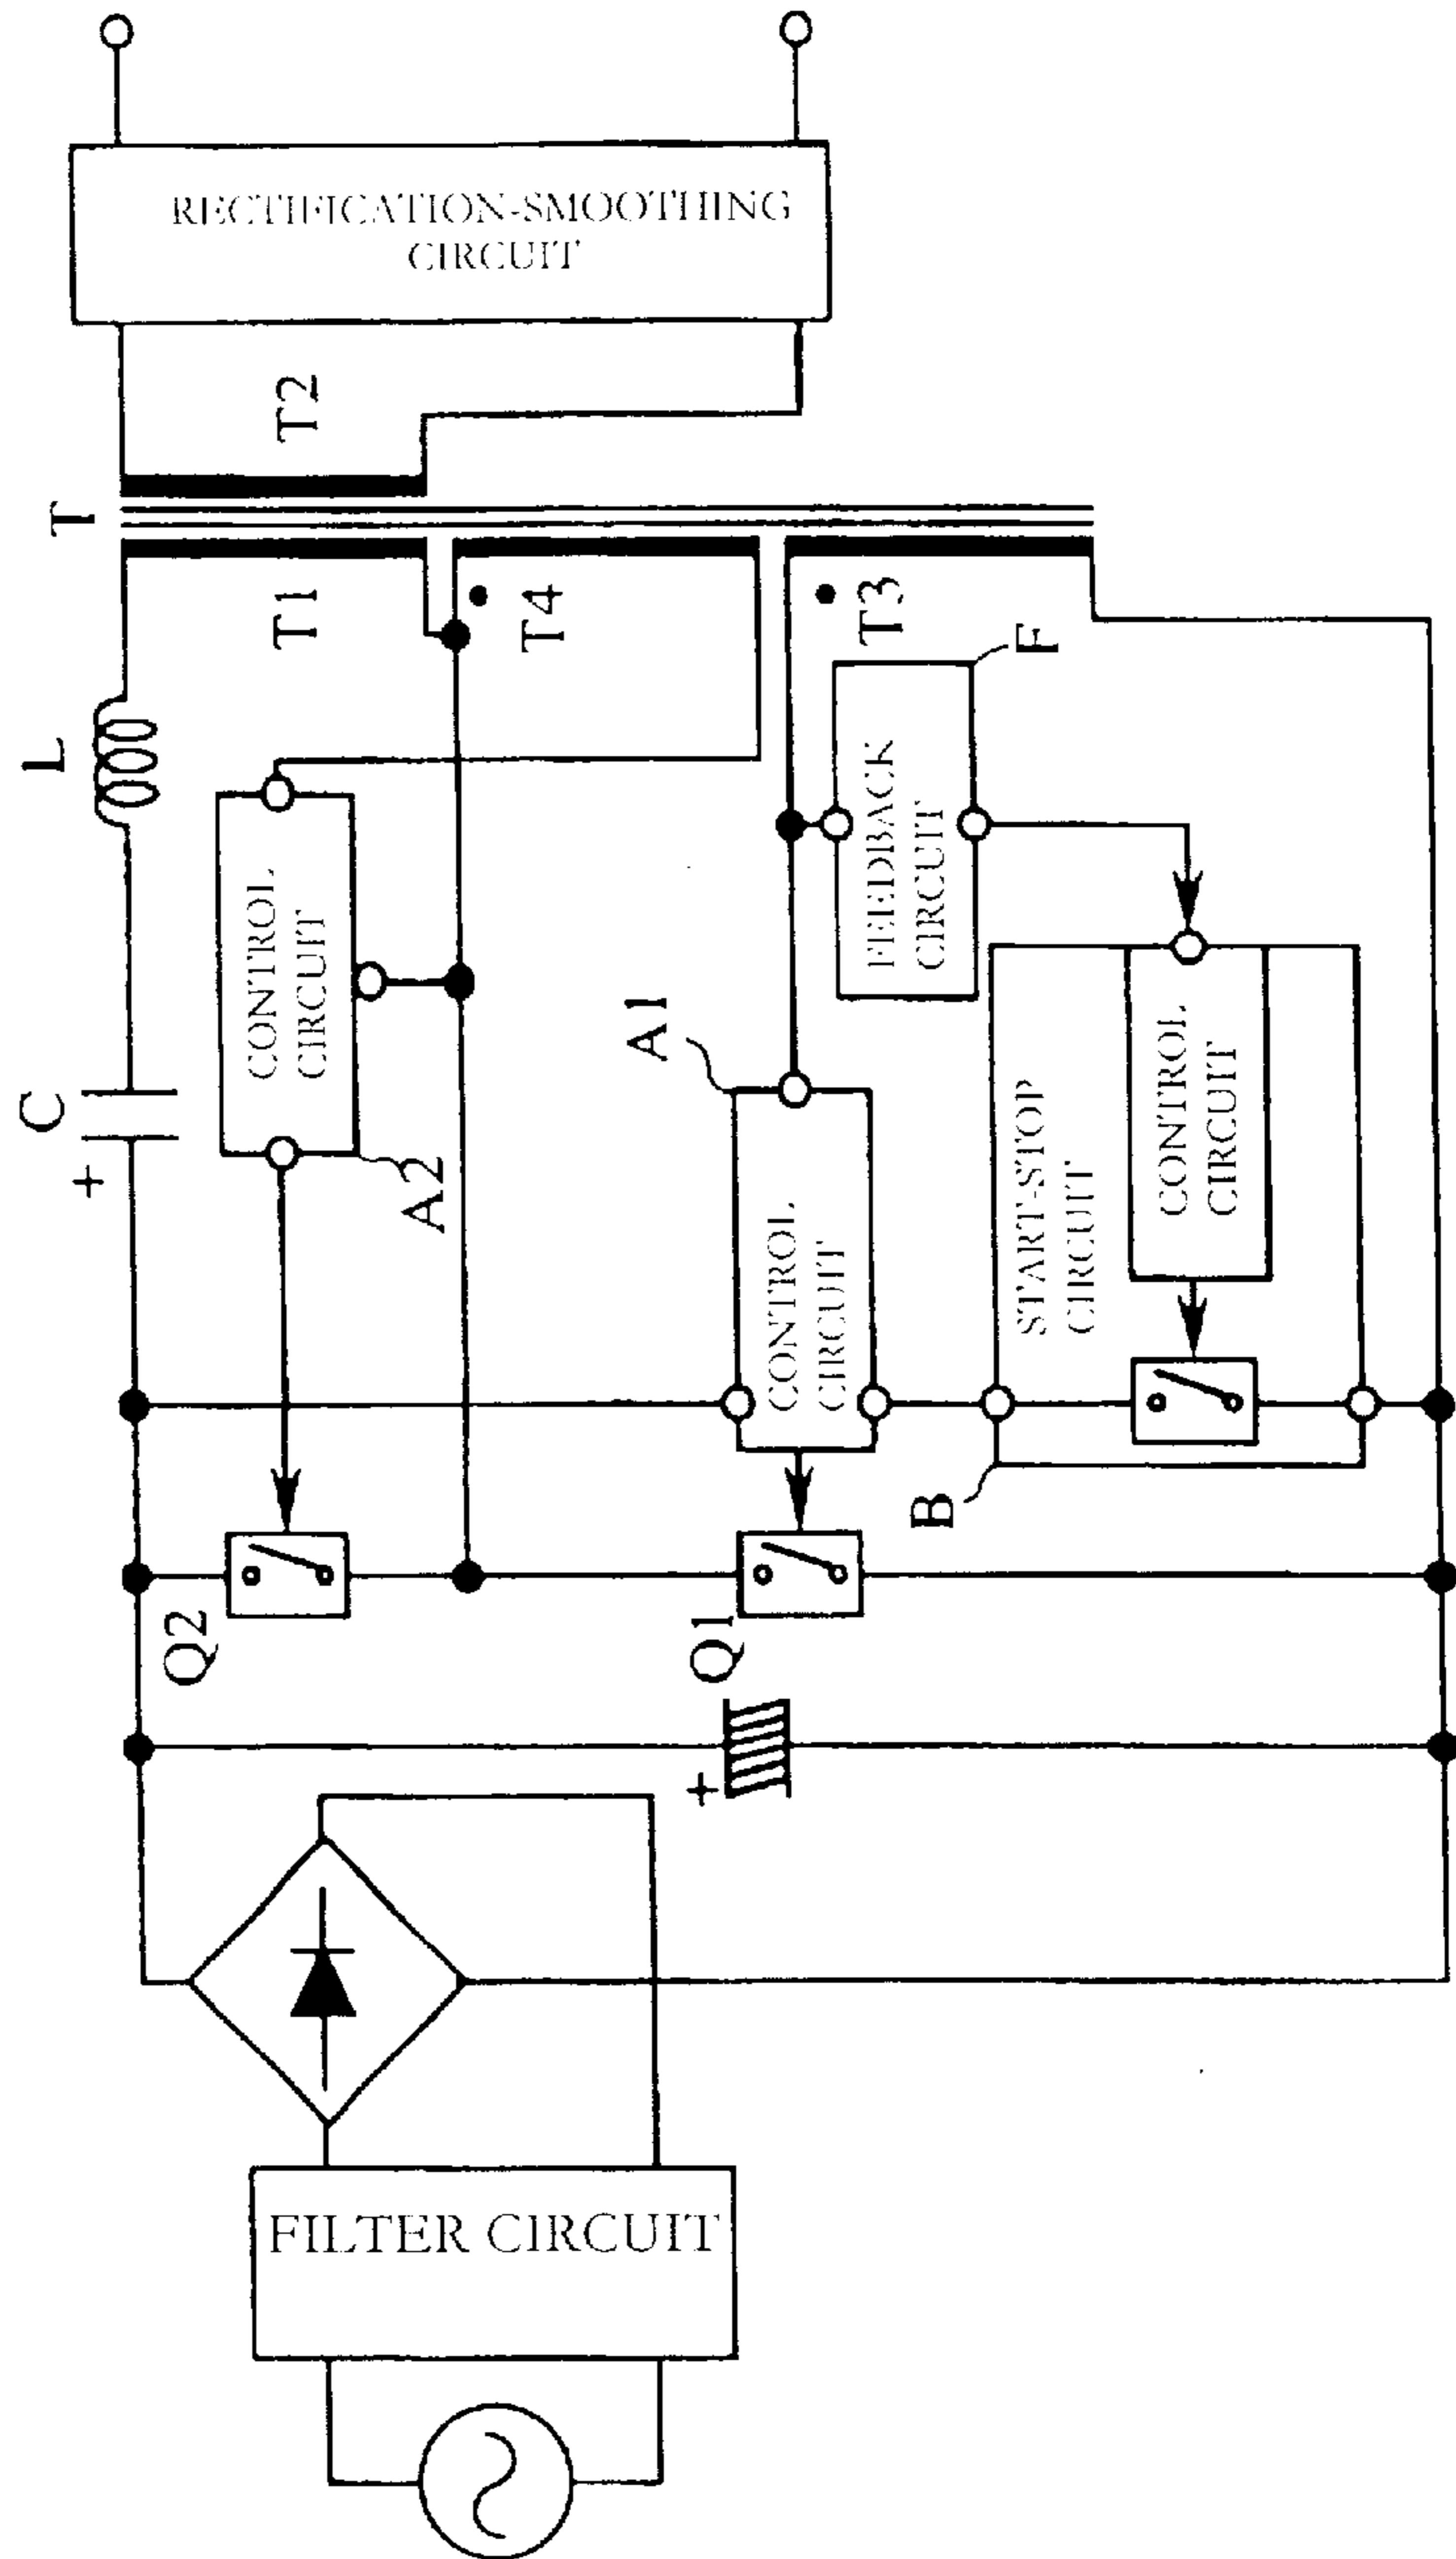 RECTIFICATION-SMOOTHING
CIRCUIT
T2
T
T1
T4
T3
F
L
CONTROL
CIRCUIT
FEEDBACK
CIRCUIT
C
+
A2
A1
CONTROL
CIRCUIT
START-STOP
CIRCUIT
CONTROL
CIRCUIT
B
Q2
Q1
+
FILTER CIRCUIT